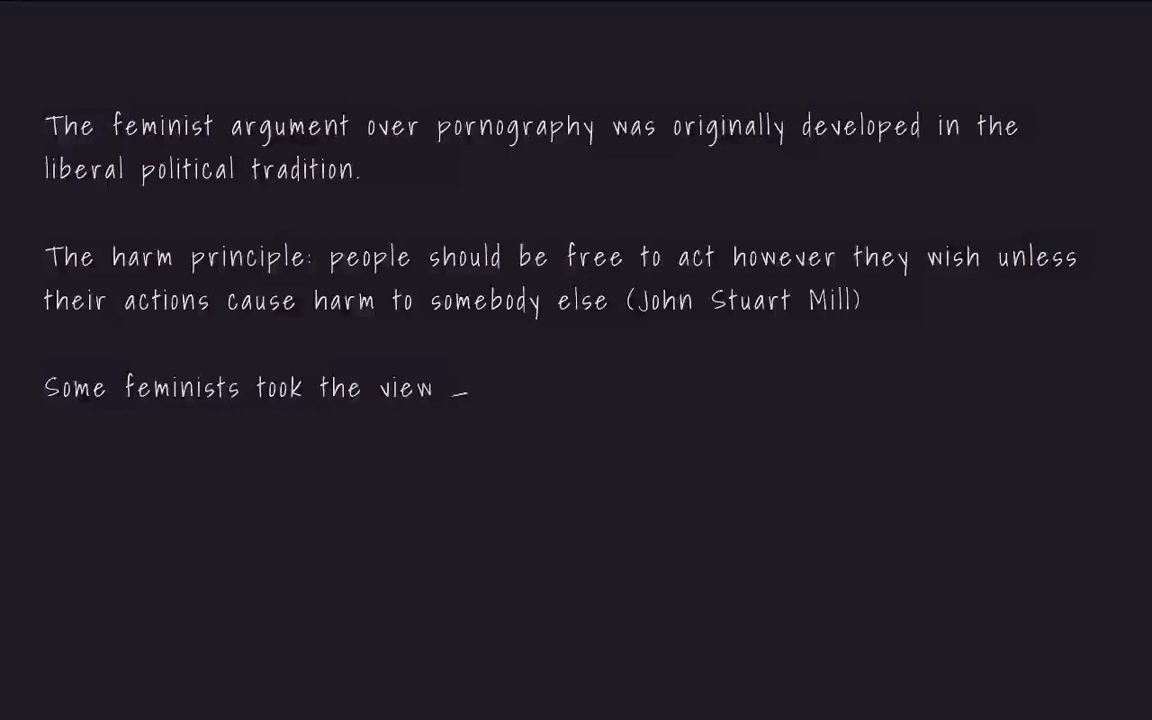 The feminist argument over pornography was originally developed in the
liberal political tradition.
The harm principle: people should be free to act however they wish unless
their actions cause harm to somebody else (John Stuart Mill)
Some feminists took the view